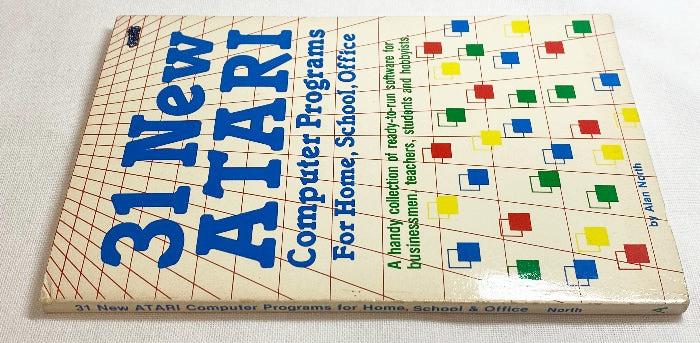 31 New
ATARI
Computer Programs
For Home, School, Office
A handy collection of ready-to-run software for
businessmen, teachers, students and hobbyists.
by Alan North
31 New ATARI Computer Programs for Home, School & Office North